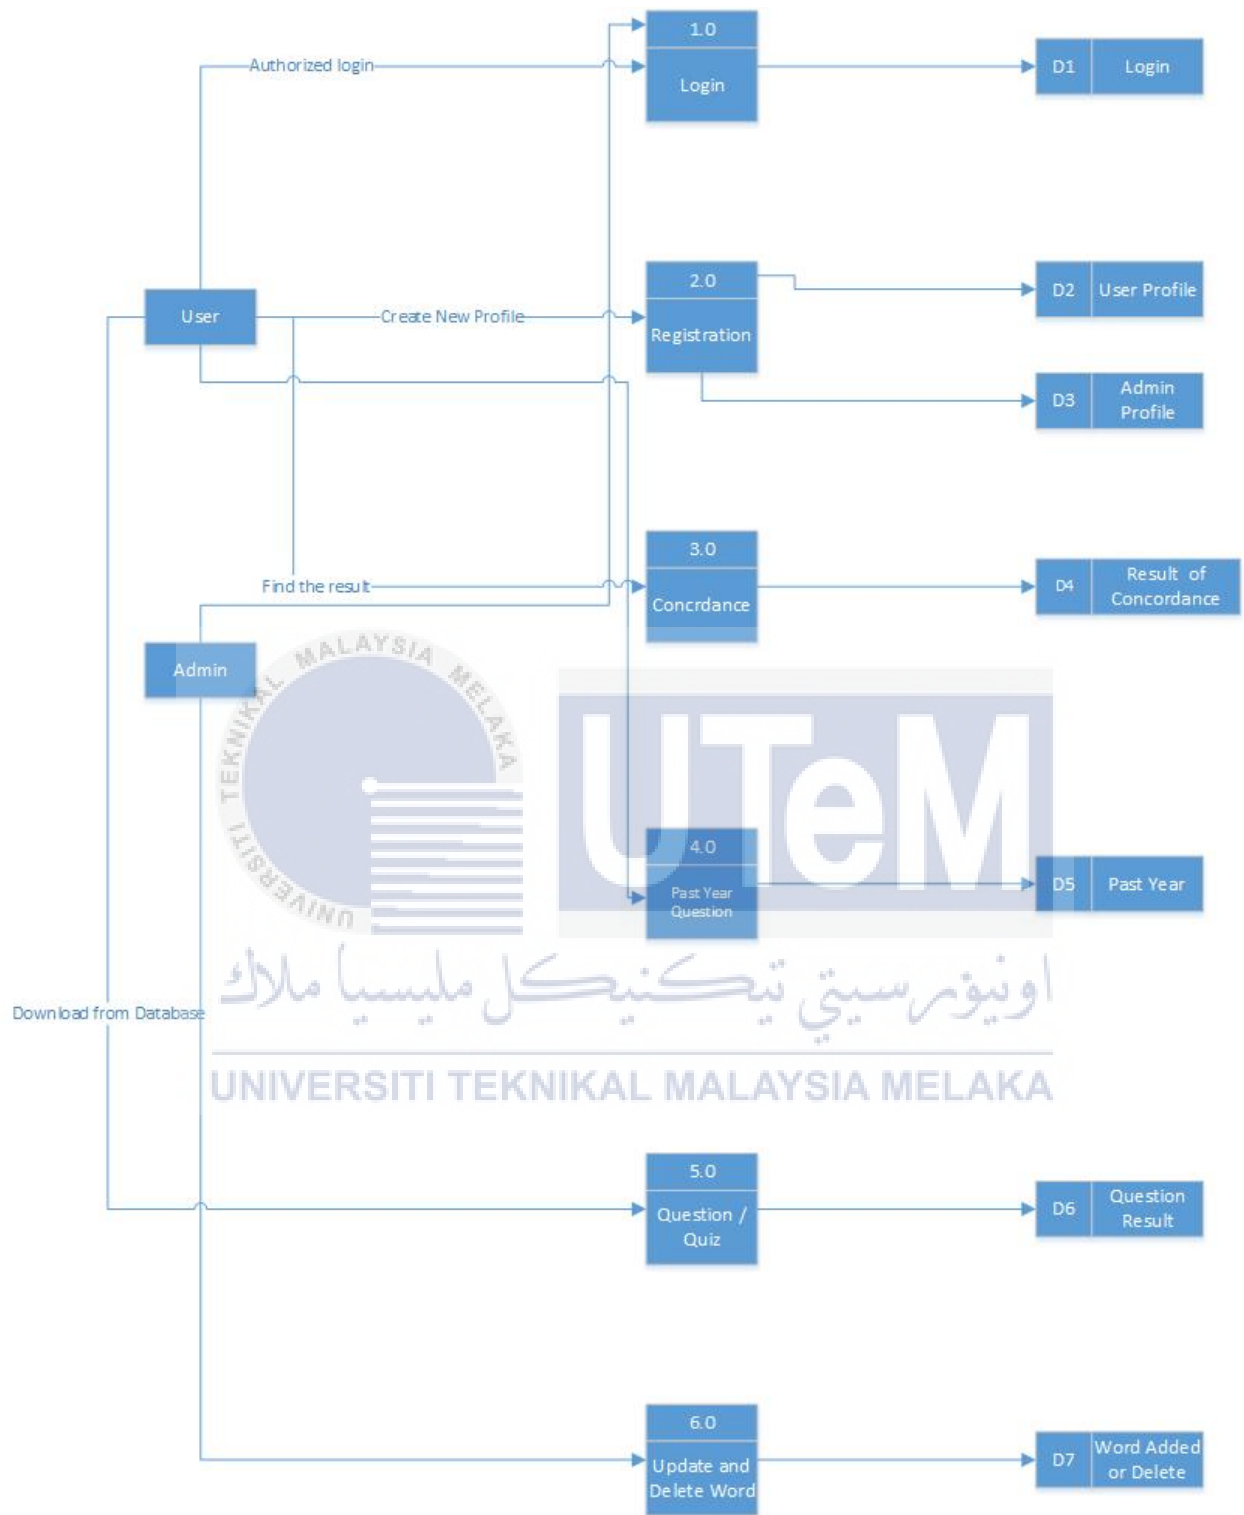 1.0
Login
D1
Login
Authorized login
2.0
Registration
D2
User Profile
User
Create New Profile
D3
Admin
Profile
3.0
Concrdance
D4
Result of
Concordance
Find the result
Admin
UNIVERSITI TEKNIKAL MALAYSIA MELAKA
UTeM
4.0
Past Year
Question
D5
Past Year
اونيۏرسيتي تيكنيكل مليسيا ملاك
Download from Database
UNIVERSITI TEKNIKAL MALAYSIA MELAKA
5.0
Question /
Quiz
D6
Question
Result
6.0
Update and
Delete Word
D7
Word Added
or Delete